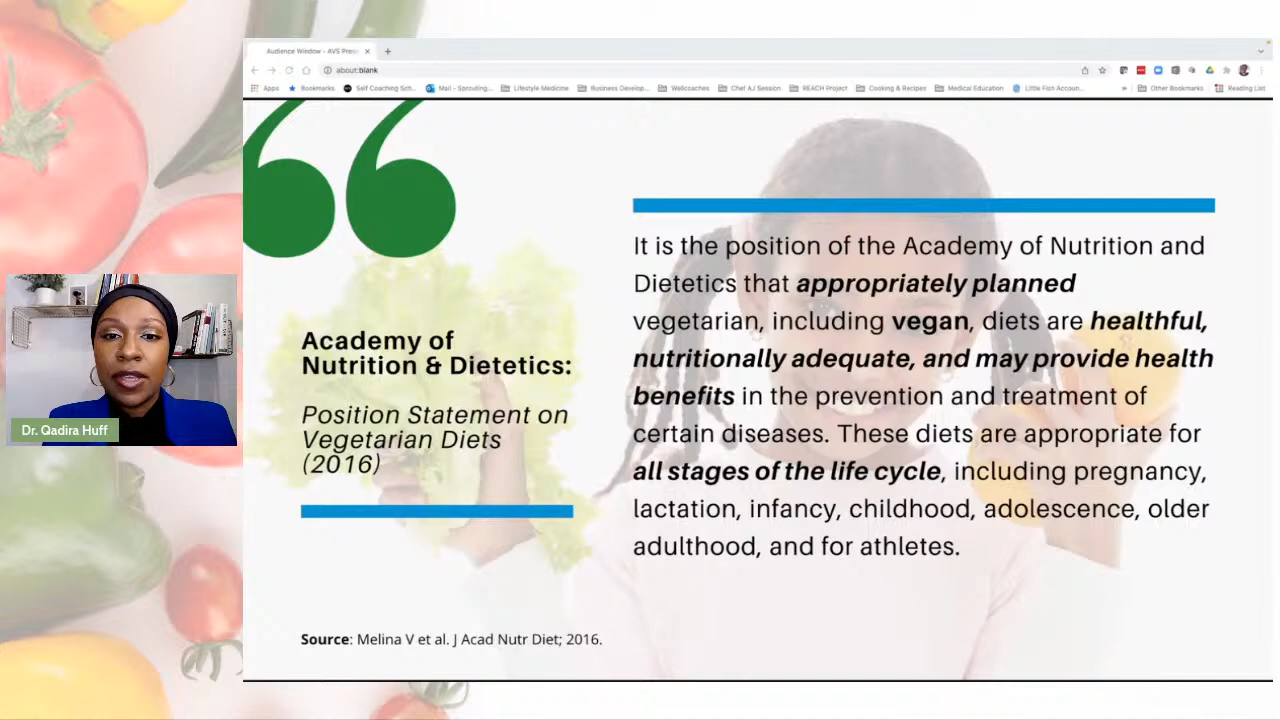 Audience Window - AVS Pres
about:blank
Apps Bookmarks Self Coaching Sch... Mail - Sprouting... Lifestyle Medicine Business Develop... Wellcoaches Chef AJ Session REACH Project Cooking & Recipes Medical Education Little Fish Accoun... » Other Bookmarks Reading List
Academy of
Nutrition & Dietetics:
Position Statement on
Vegetarian Diets
(2016)
It is the position of the Academy of Nutrition and
Dietetics that appropriately planned
vegetarian, including vegan, diets are healthful,
nutritionally adequate, and may provide health
benefits in the prevention and treatment of
certain diseases. These diets are appropriate for
all stages of the life cycle, including pregnancy,
lactation, infancy, childhood, adolescence, older
adulthood, and for athletes.
Source: Melina V et al. J Acad Nutr Diet; 2016.
Dr. Qadira Huff